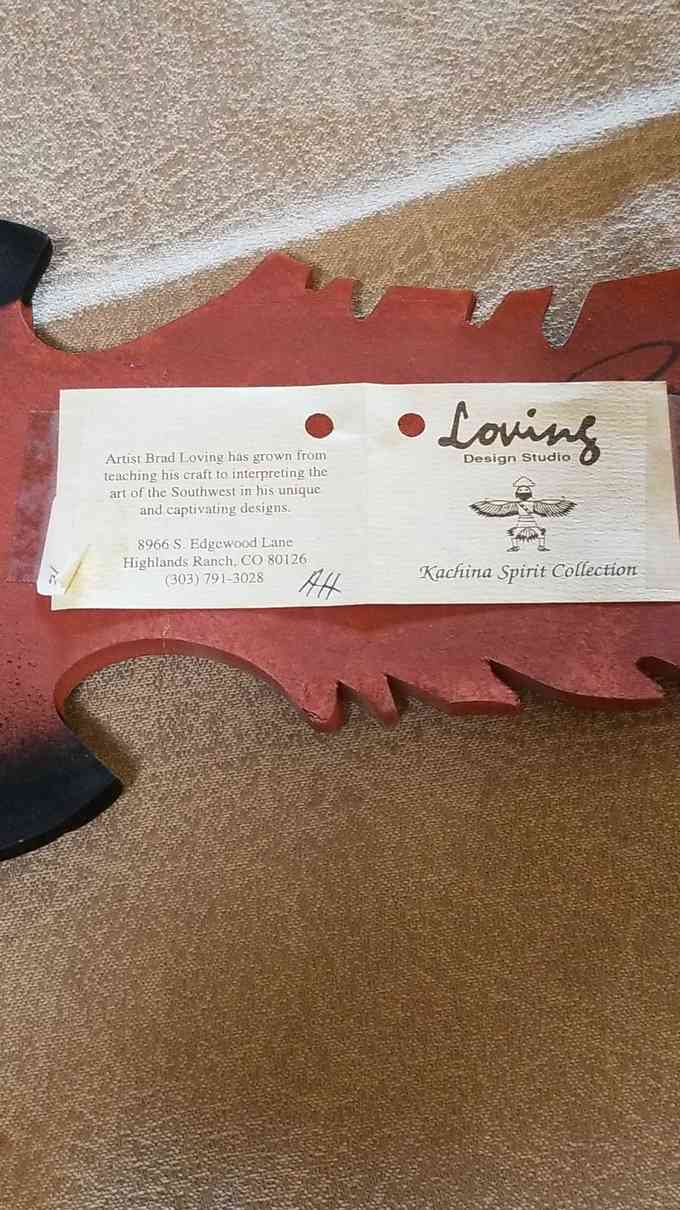 Artist Brad Loving has grown from
teaching his craft to interpreting the
art of the Southwest in his unique
and captivating designs.
8966 S. Edgewood Lane
Highlands Ranch, CO 80126
(303) 791-3028
AH
Loving
Design Studio
Kachina Spirit Collection